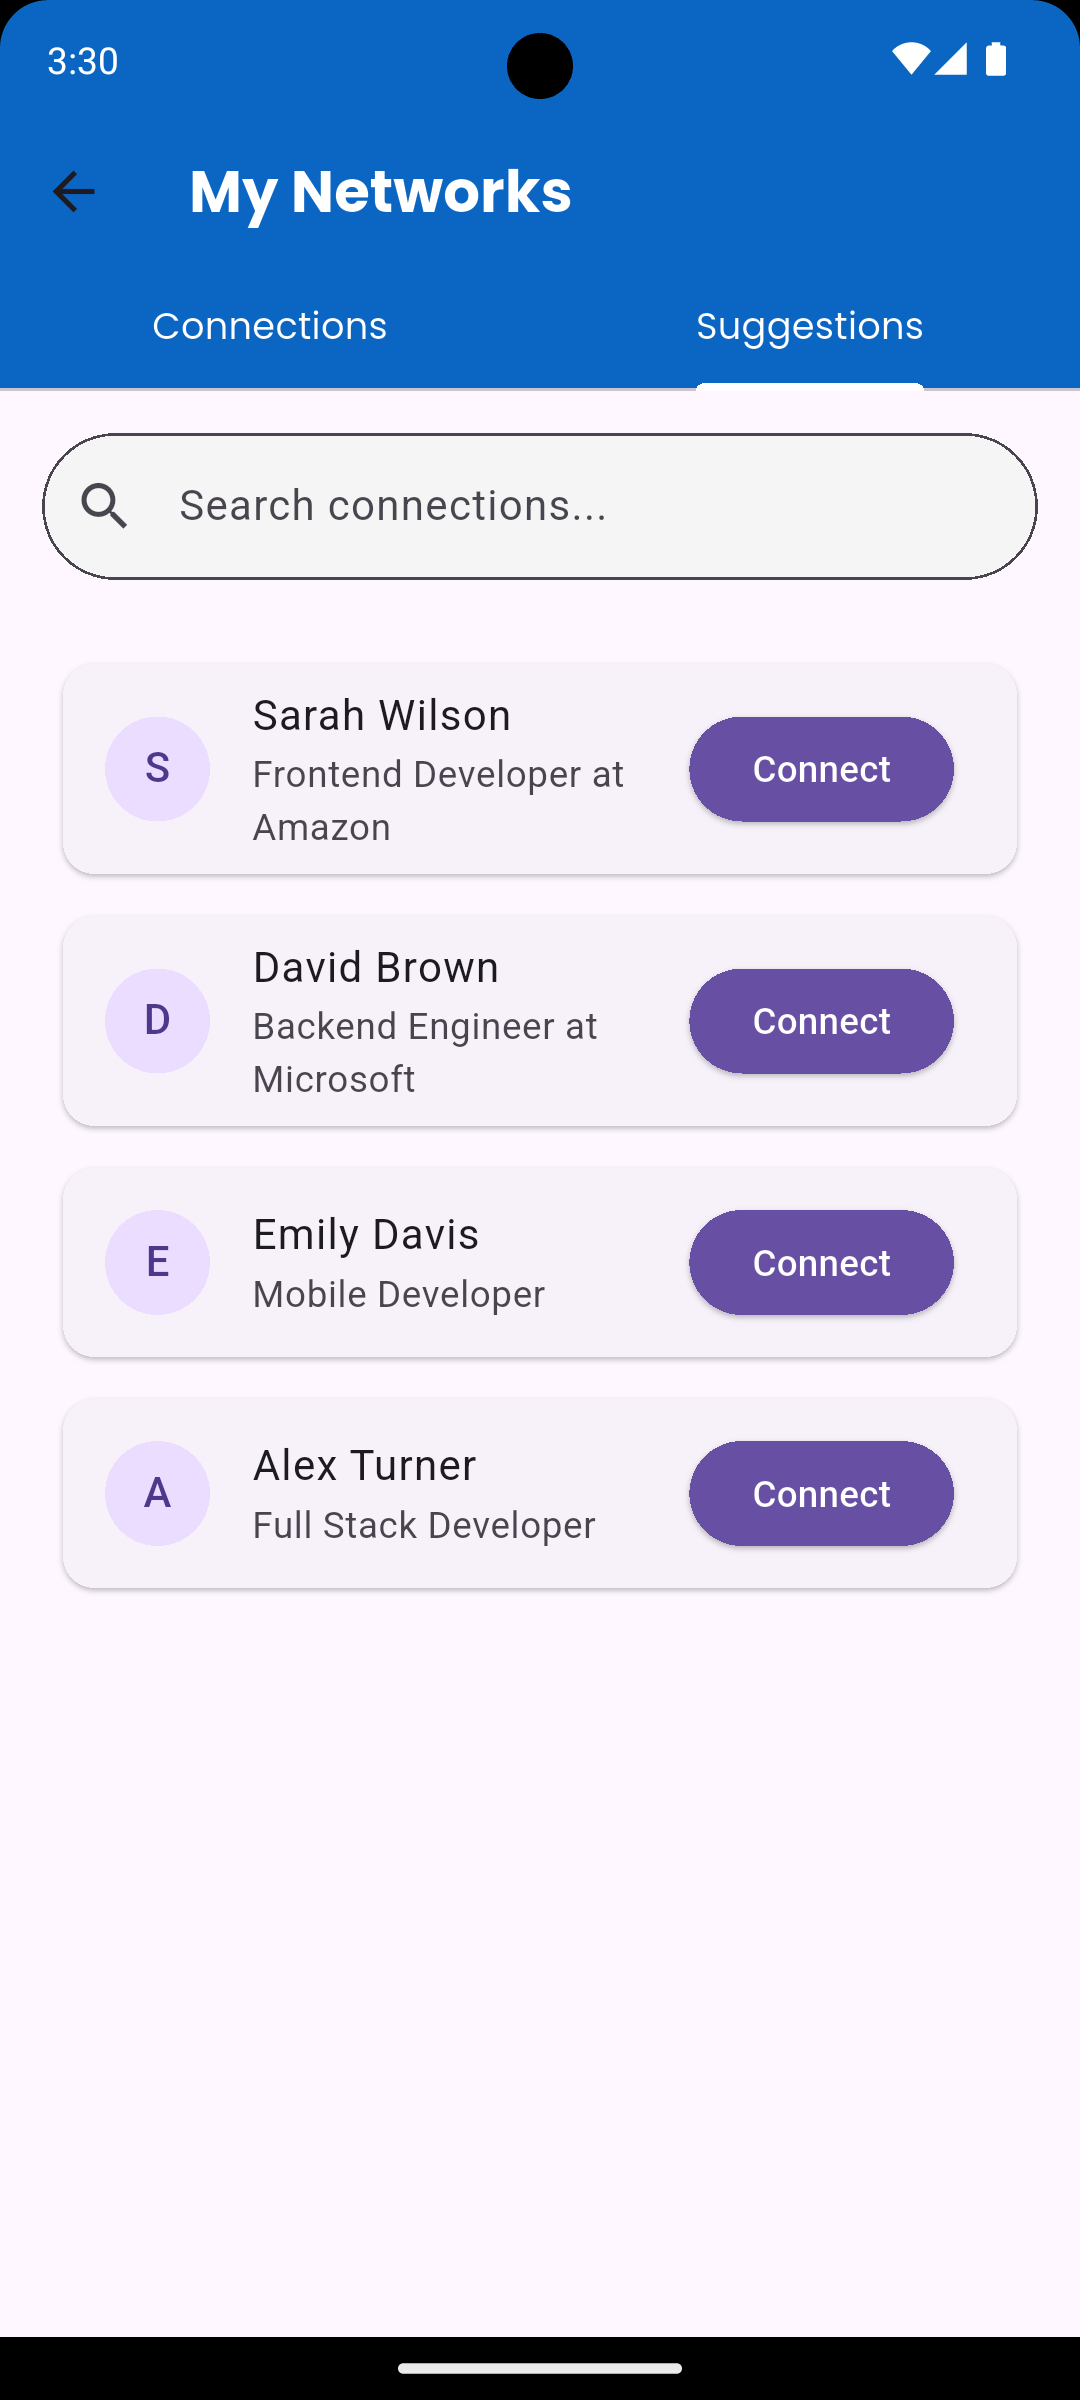 3:30
My Networks
Connections
Suggestions
Search connections...
S
Sarah Wilson
Frontend Developer at
Amazon
Connect
D
David Brown
Backend Engineer at
Microsoft
Connect
E
Emily Davis
Mobile Developer
Connect
A
Alex Turner
Full Stack Developer
Connect